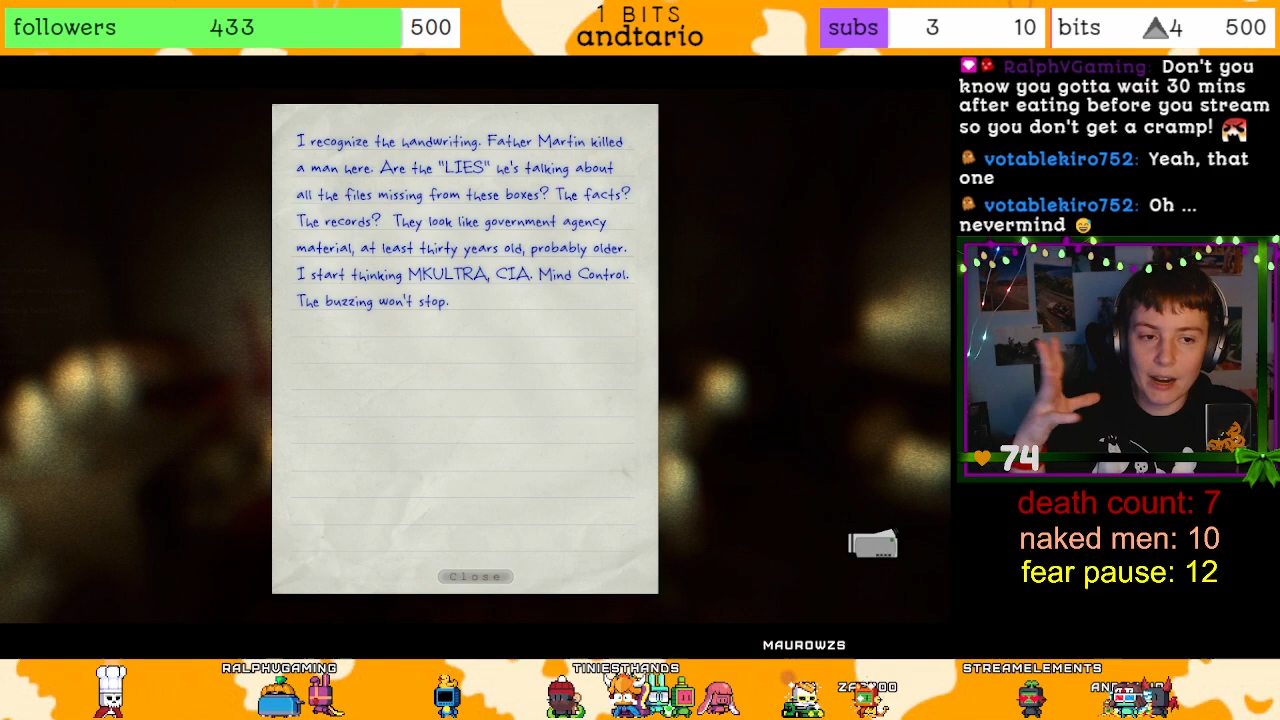 followers 433 500
1 BITS
andtario
subs 3 10
bits 4 500
RalphVGaming: Don't you
know you gotta wait 30 mins
after eating before you stream
so you don't get a cramp!
votablekiro752: Yeah, that
one
votablekiro752: Oh ...
nevermind
I recognize the handwriting. Father Martin killed
a man here. Are the "LIES" he's talking about
all the files missing from these boxes? The facts?
The records? They look like government agency
material, at least thirty years old, probably older.
I start thinking MKULTRA, CIA. Mind Control.
The buzzing won't stop.
Close
74
death count: 7
naked men: 10
fear pause: 12
MAUROWZS
RALPHVGAMING
TINIESTHANDS
STREAMELEMENTS